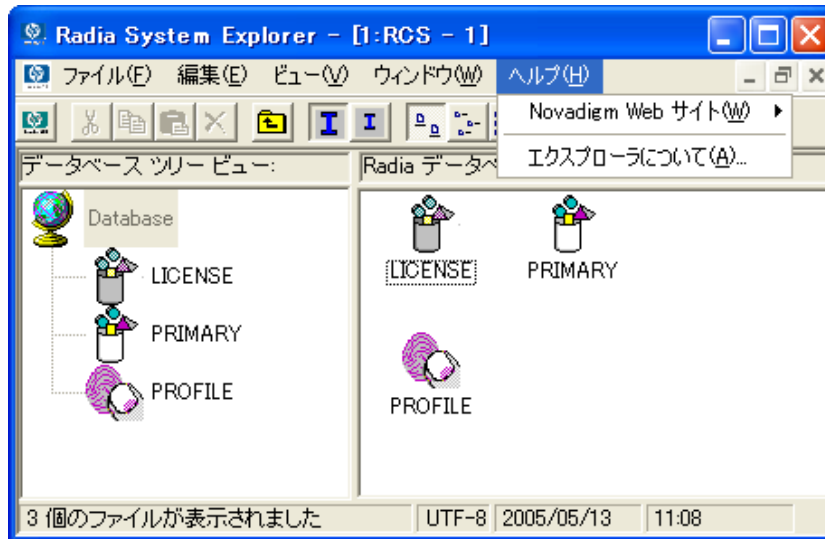 Radia System Explorer - [1:RCS - 1]
ファイル(F) 編集(E) ビュー(V) ウィンドウ(W) ヘルプ(H)
Novadigm Web サイト(W)
エクスプローラについて(A)...
データベース ツリー ビュー:
Radia データベ
Database
LICENSE
PRIMARY
PROFILE
LICENSE
PRIMARY
PROFILE
3 個のファイルが表示されました
UTF-8
2005/05/13
11:08